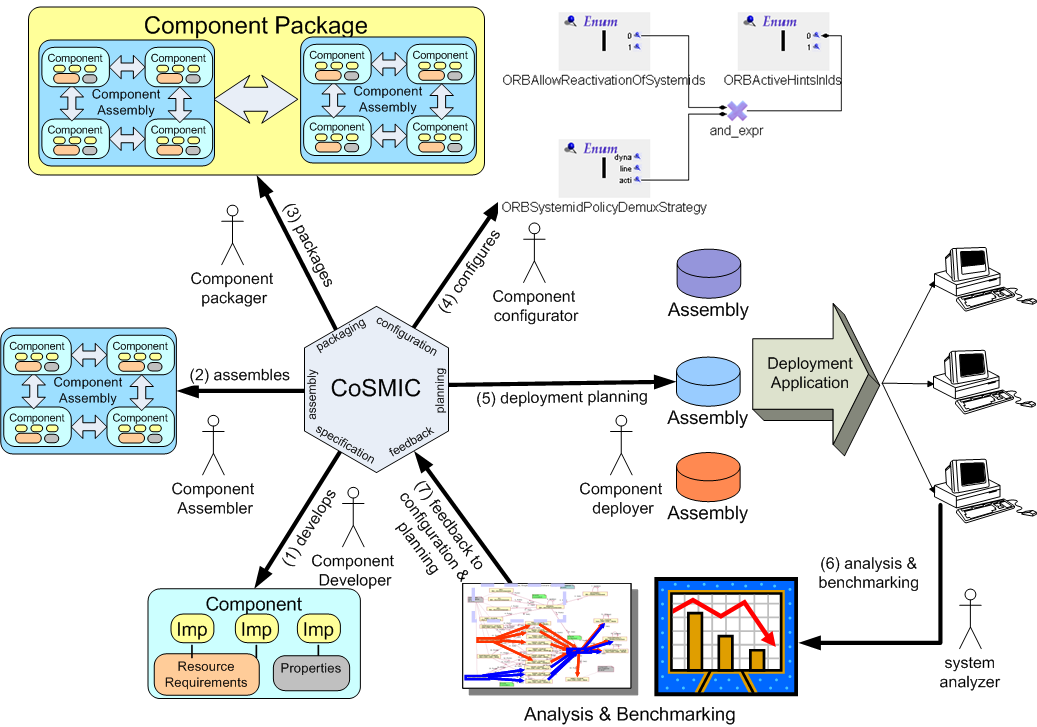 Component Package
Component
Component
Component
Assembly
Component
Component
Component
Component
Component
Assembly
Component
Component
Enum
0
1
ORBAllowReactivationOfSystemids
Enum
0
1
ORBActiveHintsInIds
and_expr
Enum
dyna
line
acti
ORBSystemidPolicyDemuxStrategy
(3) packages
Component
packager
(4) configures
Component
configurator
Component
Component
Component
Assembly
Component
Component
(2) assembles
Component
Assembler
packaging
configuration
assembly
CoSMIC
planning
specification
feedback
(5) deployment planning
Component
deployer
Assembly
Assembly
Assembly
Deployment
Application
(1) develops
Component
Developer
Component
Imp
Imp
Imp
Resource
Requirements
Properties
(7) feedback to
configuration &
planning
(6) analysis &
benchmarking
system
analyzer
Analysis & Benchmarking